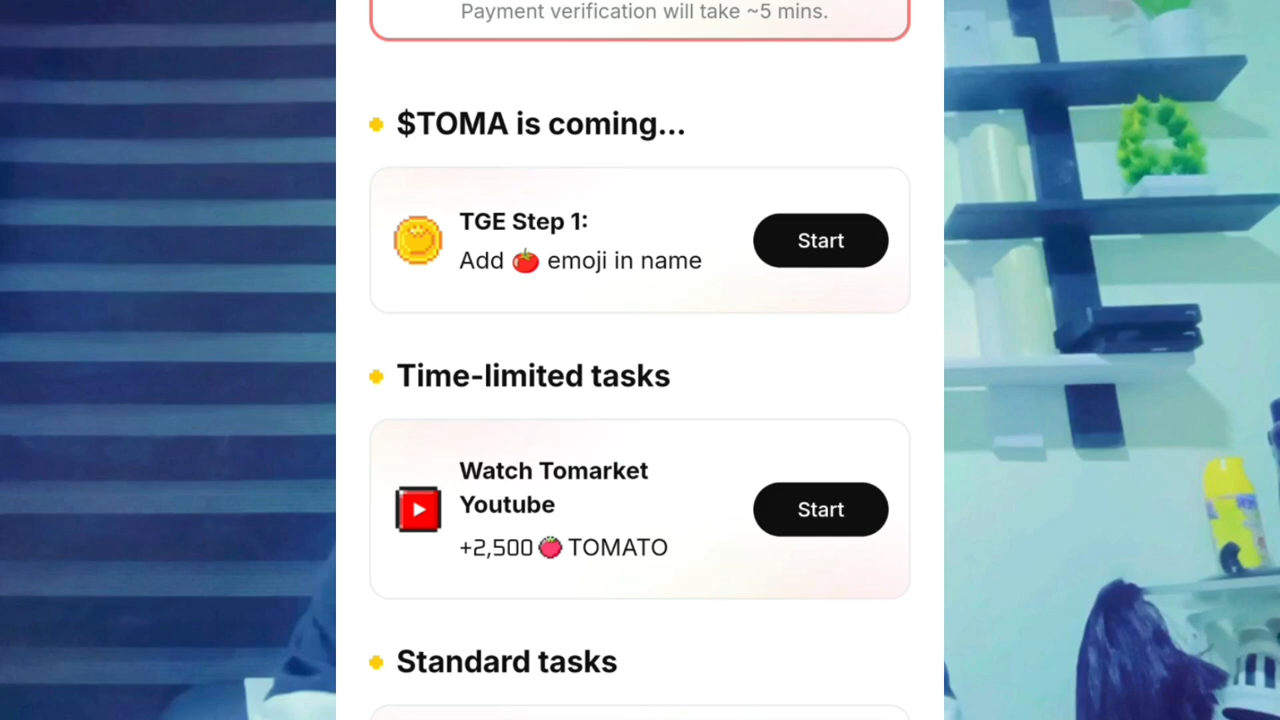 Payment verification will take ~5 mins.
$TOMA is coming...
TGE Step 1:
Add 🍅 emoji in name
Start
Time-limited tasks
Watch Tomarket
Youtube
+2,500 TOMATO
Start
Standard tasks